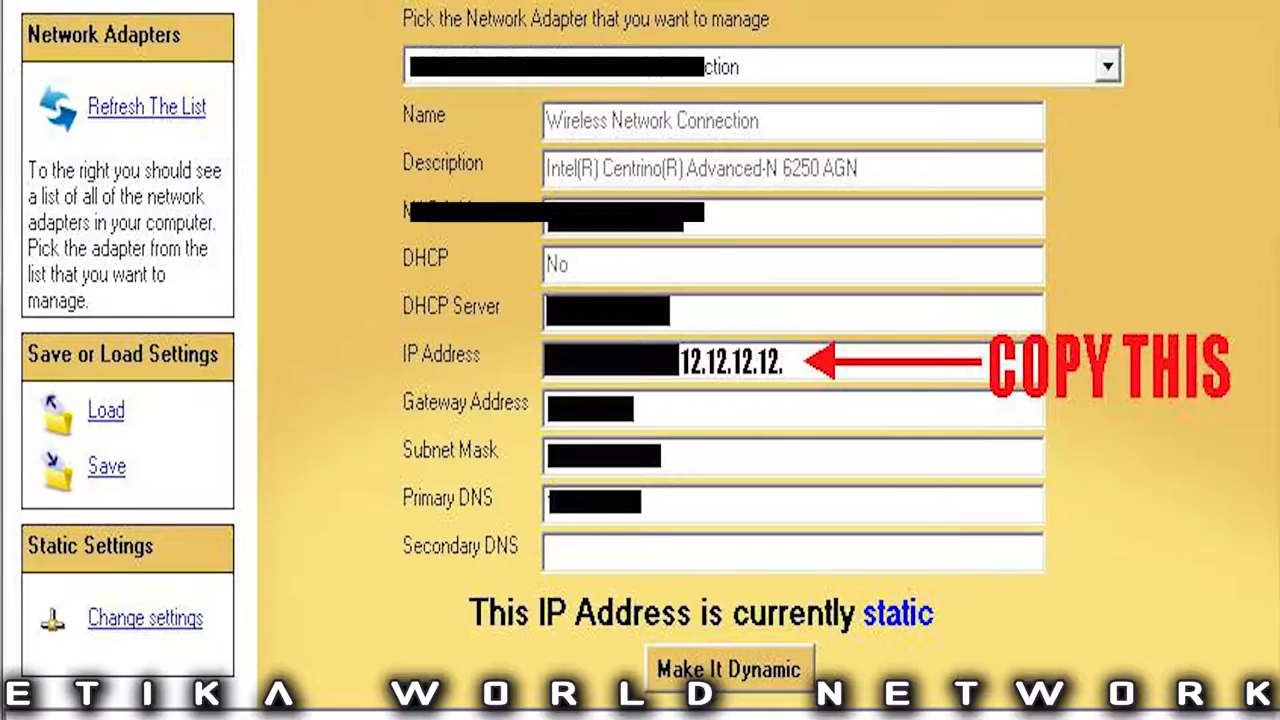 Network Adapters
Refresh The List
To the right you should see
a list of all of the network
adapters in your computer.
Pick the adapter from the
list that you want to
manage.
Save or Load Settings
Load
Save
Static Settings
Change settings
Pick the Network Adapter that you want to manage
ction
Name
Wireless Network Connection
Description
Intel(R) Centrino(R) Advanced-N 6250 AGN
DHCP
No
DHCP Server
IP Address
12.12.12.12.
COPY THIS
Gateway Address
Subnet Mask
Primary DNS
Secondary DNS
This IP Address is currently static
Make It Dynamic
ETIKA WORLD NETWORK